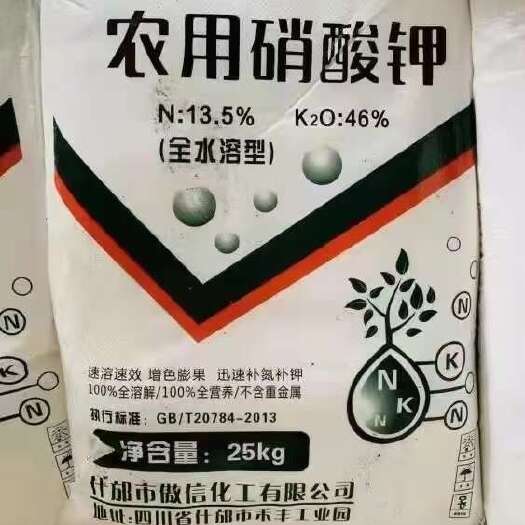 农用硝酸钾
N:13.5% K₂O:46%
(全水溶型)
速溶速效 增色膨果 迅速补氮补钾
100%全溶解/100%全营养/不含重金属
执行标准: GB/T20784-2013
净含量: 25kg
什邡市傲信化工有限公司
地址:四川省什邡市禾丰工业园
N
K
N
N
K
N
N
K
N